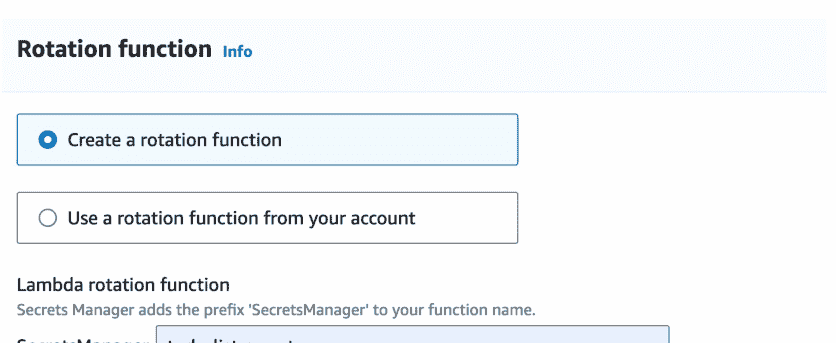 Rotation function Info
Create a rotation function
Use a rotation function from your account
Lambda rotation function
Secrets Manager adds the prefix 'SecretsManager' to your function name.
SecretsManager